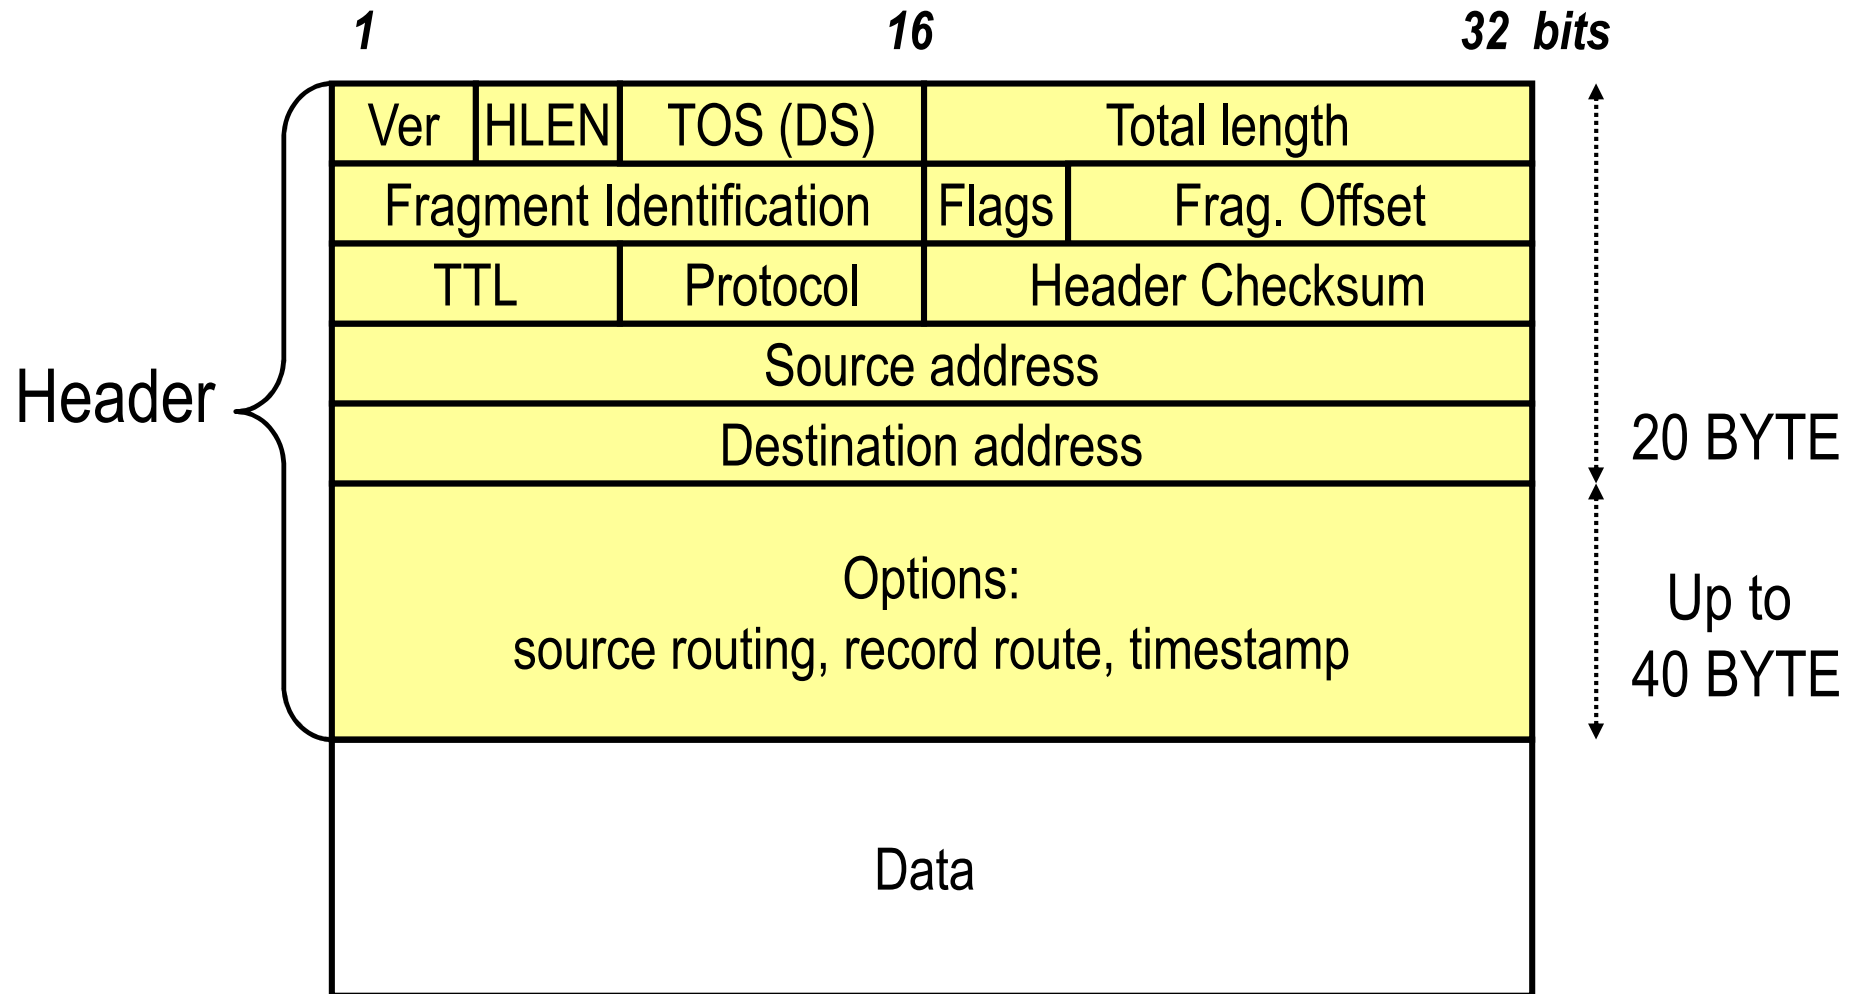 1 16 32 bits
Ver HLEN TOS (DS) Total length
Fragment Identification Flags Frag. Offset
TTL Protocol Header Checksum
Source address
Header
Destination address
20 BYTE
Options:
source routing, record route, timestamp
Up to
40 BYTE
Data